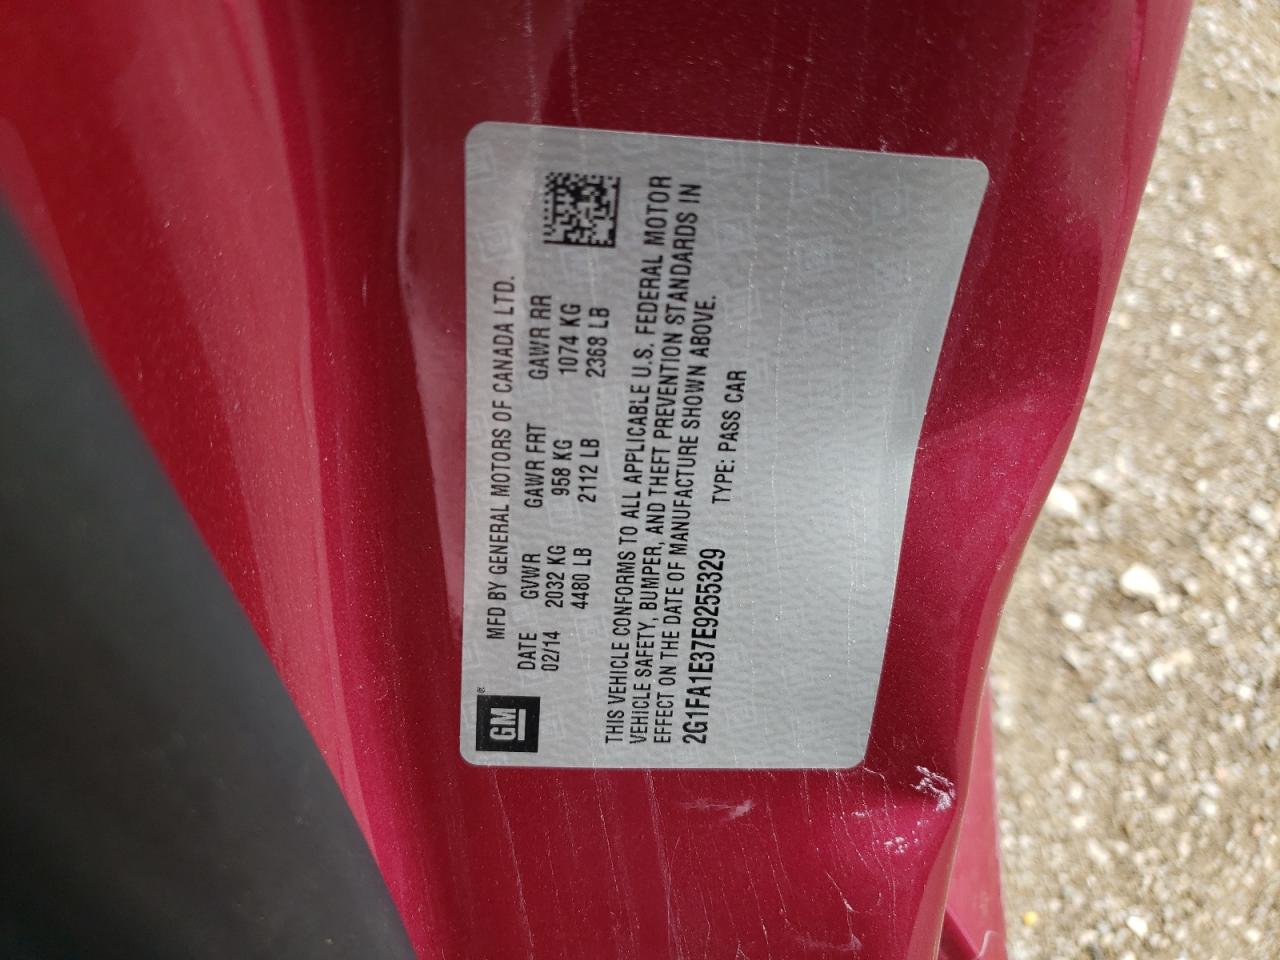 GM
MFD BY GENERAL MOTORS OF CANADA LTD.
DATE GVWR GAWR FRT GAWR RR
02/14 2032 KG 958 KG 1074 KG
4480 LB 2112 LB 2368 LB
THIS VEHICLE CONFORMS TO ALL APPLICABLE U.S. FEDERAL MOTOR
VEHICLE SAFETY, BUMPER, AND THEFT PREVENTION STANDARDS IN
EFFECT ON THE DATE OF MANUFACTURE SHOWN ABOVE.
2G1FA1E37E9255329 TYPE: PASS CAR